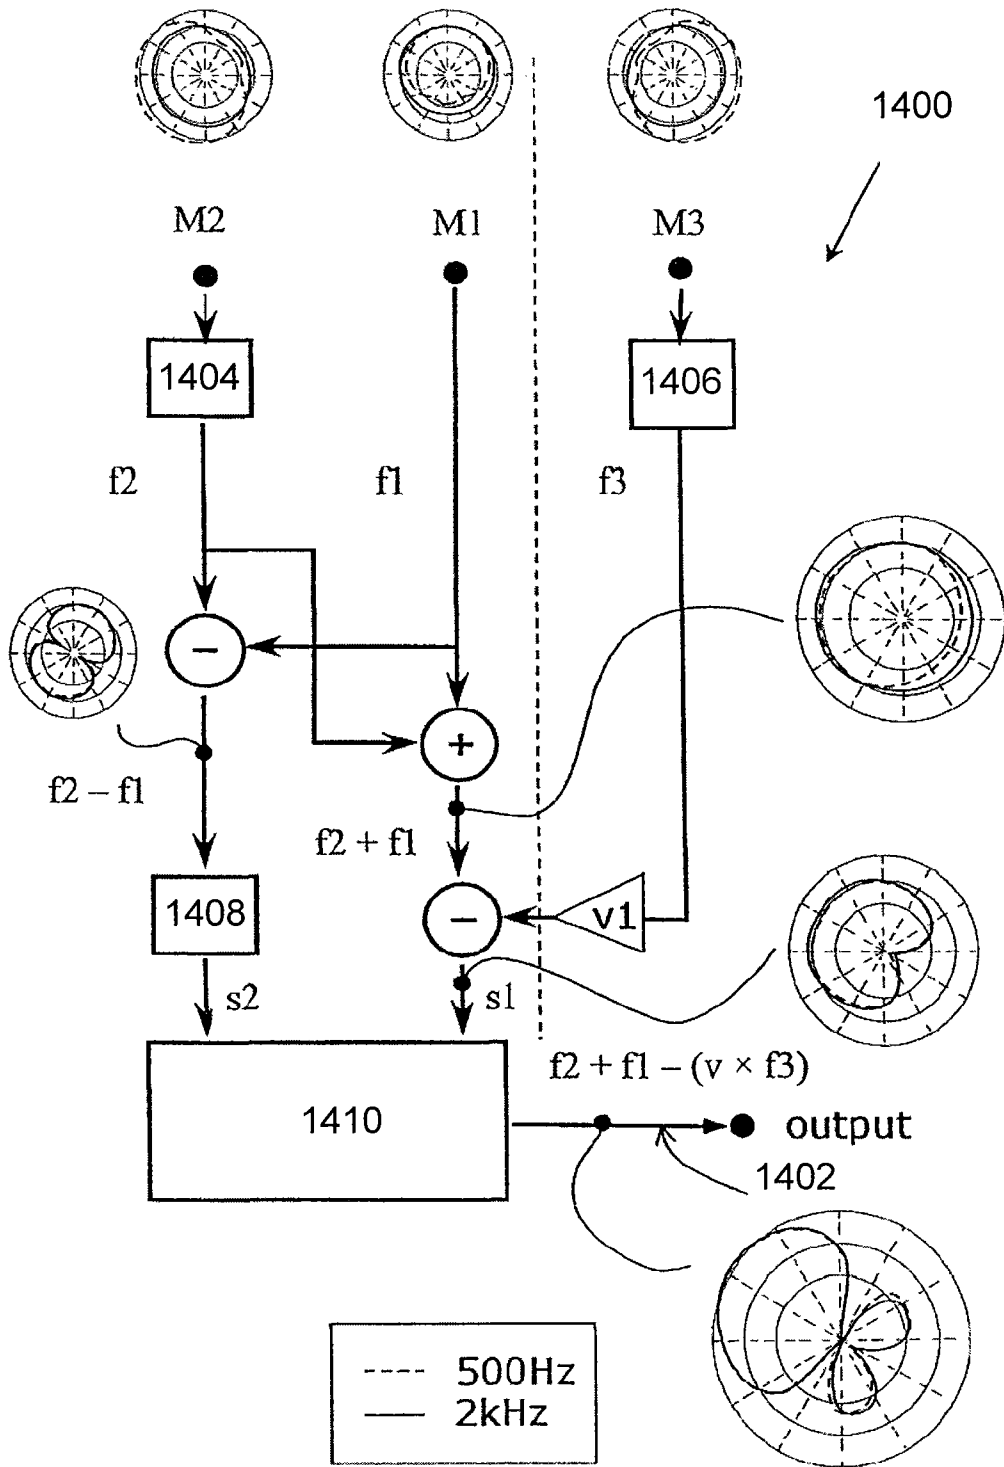 1400
M2
M1
M3
1404
1406
f2
f1
f3
−
+
f2 − f1
f2 + f1
1408
−
v1
s2
s1
f2 + f1 − (v × f3)
1410
output
1402
500Hz
2kHz